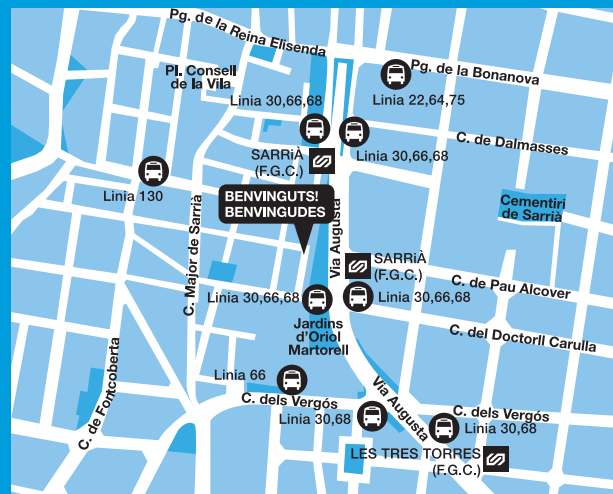 Pg. de la Reina Elisenda
Pg. de la Bonanova
Pl. Consell
de la Vila
Linia 30,66,68
Linia 22,64,75
C. de Dalmasses
Linia 30,66,68
SARRiÀ
(F.G.C.)
Linia 130
BENVINGUTS!
BENVINGUDES
Cementiri
de Sarrià
Via Augusta
C. Major de Sarrià
SARRiÀ
(F.G.C.)
C. de Pau Alcover
Linia 30,66,68
Linia 30,66,68
Jardins
d'Oriol
Martorell
C. del Doctorll Carulla
Linia 66
Via Augusta
C. de Fontcoberta
C. dels Vergós
C. dels Vergós
Linia 30,68
Linia 30,68
LES TRES TORRES
(F.G.C.)